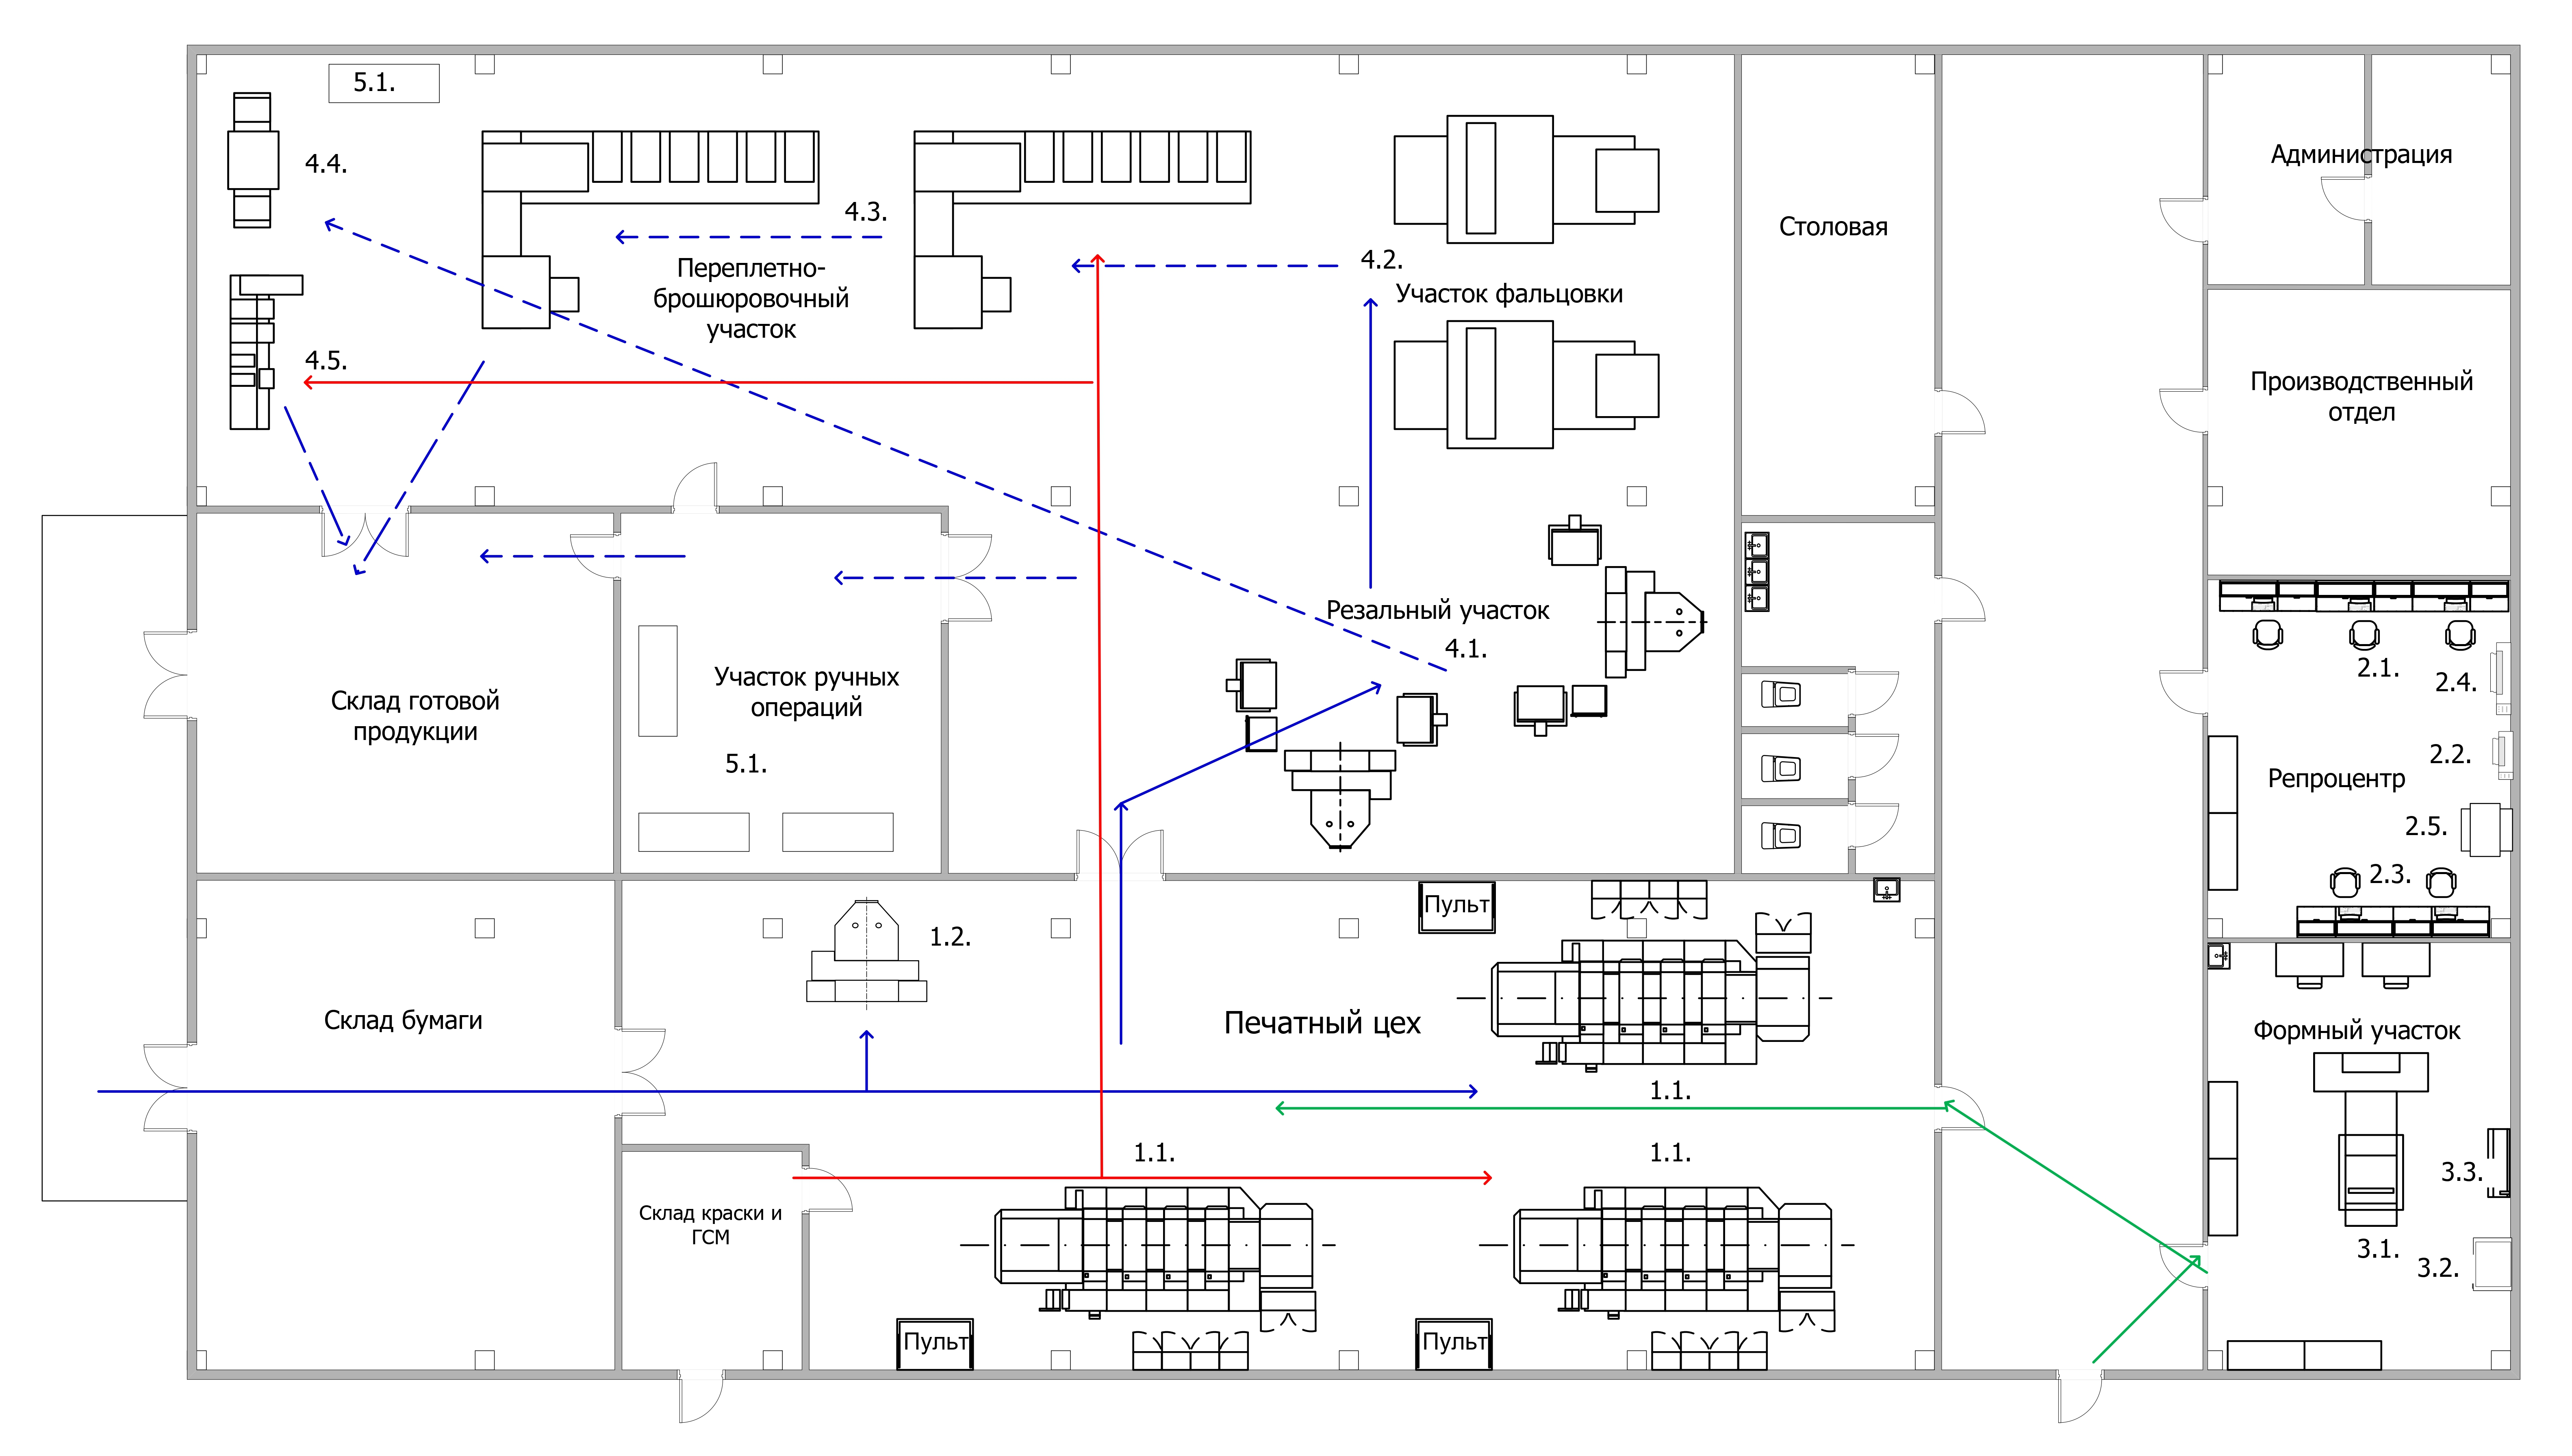 5.1.
4.4.
4.3.
Переплетно-
брошюровочный
участок
4.5.
4.2.
Участок фальцовки
Столовая
Администрация
Производственный
отдел
Резальный участок
4.1.
Склад готовой
продукции
Участок ручных
операций
5.1.
2.1.
2.4.
2.2.
Репроцентр
2.5.
2.3.
Склад бумаги
1.2.
Пульт
Печатный цех
1.1.
Формный участок
1.1.
1.1.
3.3.
Склад краски и
ГСМ
3.1.
3.2.
Пульт
Пульт